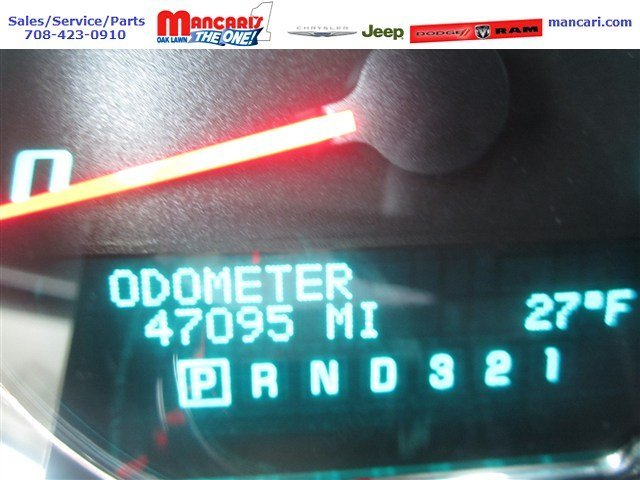 Sales/Service/Parts
708-423-0910
MANCARI'S
OAK LAWN THE ONE! 1
CHRYSLER
Jeep
DODGE
RAM
mancari.com
0
ODOMETER
47095 MI
27°F
P R N D 3 2 1